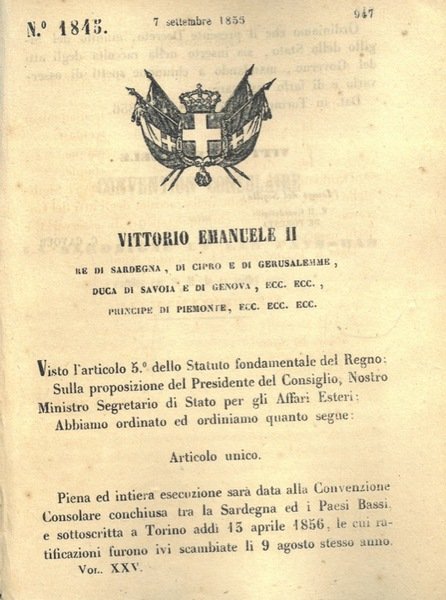 N.º 1845.
7 settembre 1855
947
VITTORIO EMANUELE II
RE DI SARDEGNA, DI CIPRO E DI GERUSALEMME,
DUCA DI SAVOIA E DI GENOVA, ECC. ECC.,
PRINCIPE DI PIEMONTE, ECC. ECC. ECC.
Visto l'articolo 5.º dello Statuto fondamentale del Regno;
Sulla proposizione del Presidente del Consiglio, Nostro
Ministro Segretario di Stato per gli Affari Esteri;
Abbiamo ordinato ed ordiniamo quanto segue:
Articolo unico.
Piena ed intiera esecuzione sarà data alla Convenzione
Consolare conchiusa tra la Sardegna ed i Paesi Bassi
e sottoscritta a Torino addì 13 aprile 1856, le cui ra-
tificazioni furono ivi scambiate li 9 agosto stesso anno.
Vol. XXV.